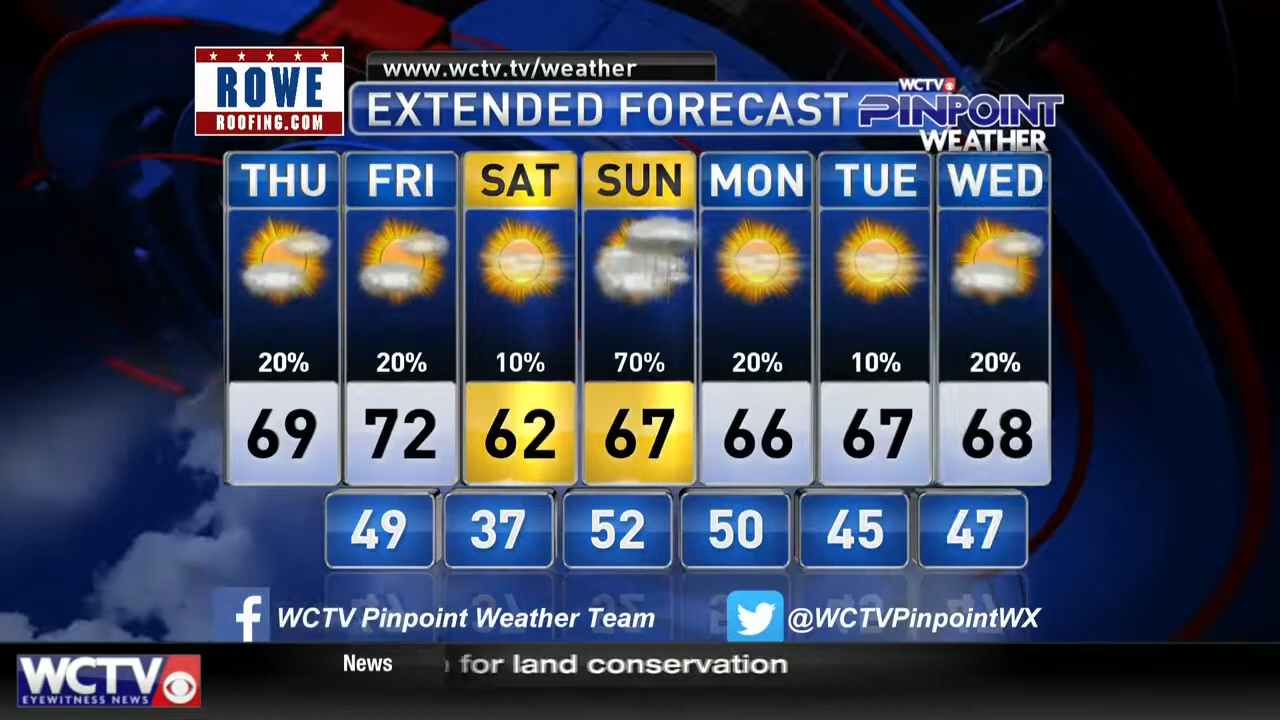 ROWE
ROOFING.COM
www.wctv.tv/weather
EXTENDED FORECAST
WCTV
PINPOINT
WEATHER
THU FRI SAT SUN MON TUE WED
20% 20% 10% 70% 20% 10% 20%
69 72 62 67 66 67 68
49 37 52 50 45 47
f WCTV Pinpoint Weather Team @WCTVPinpointWX
News for land conservation
WCTV
EYEWITNESS NEWS